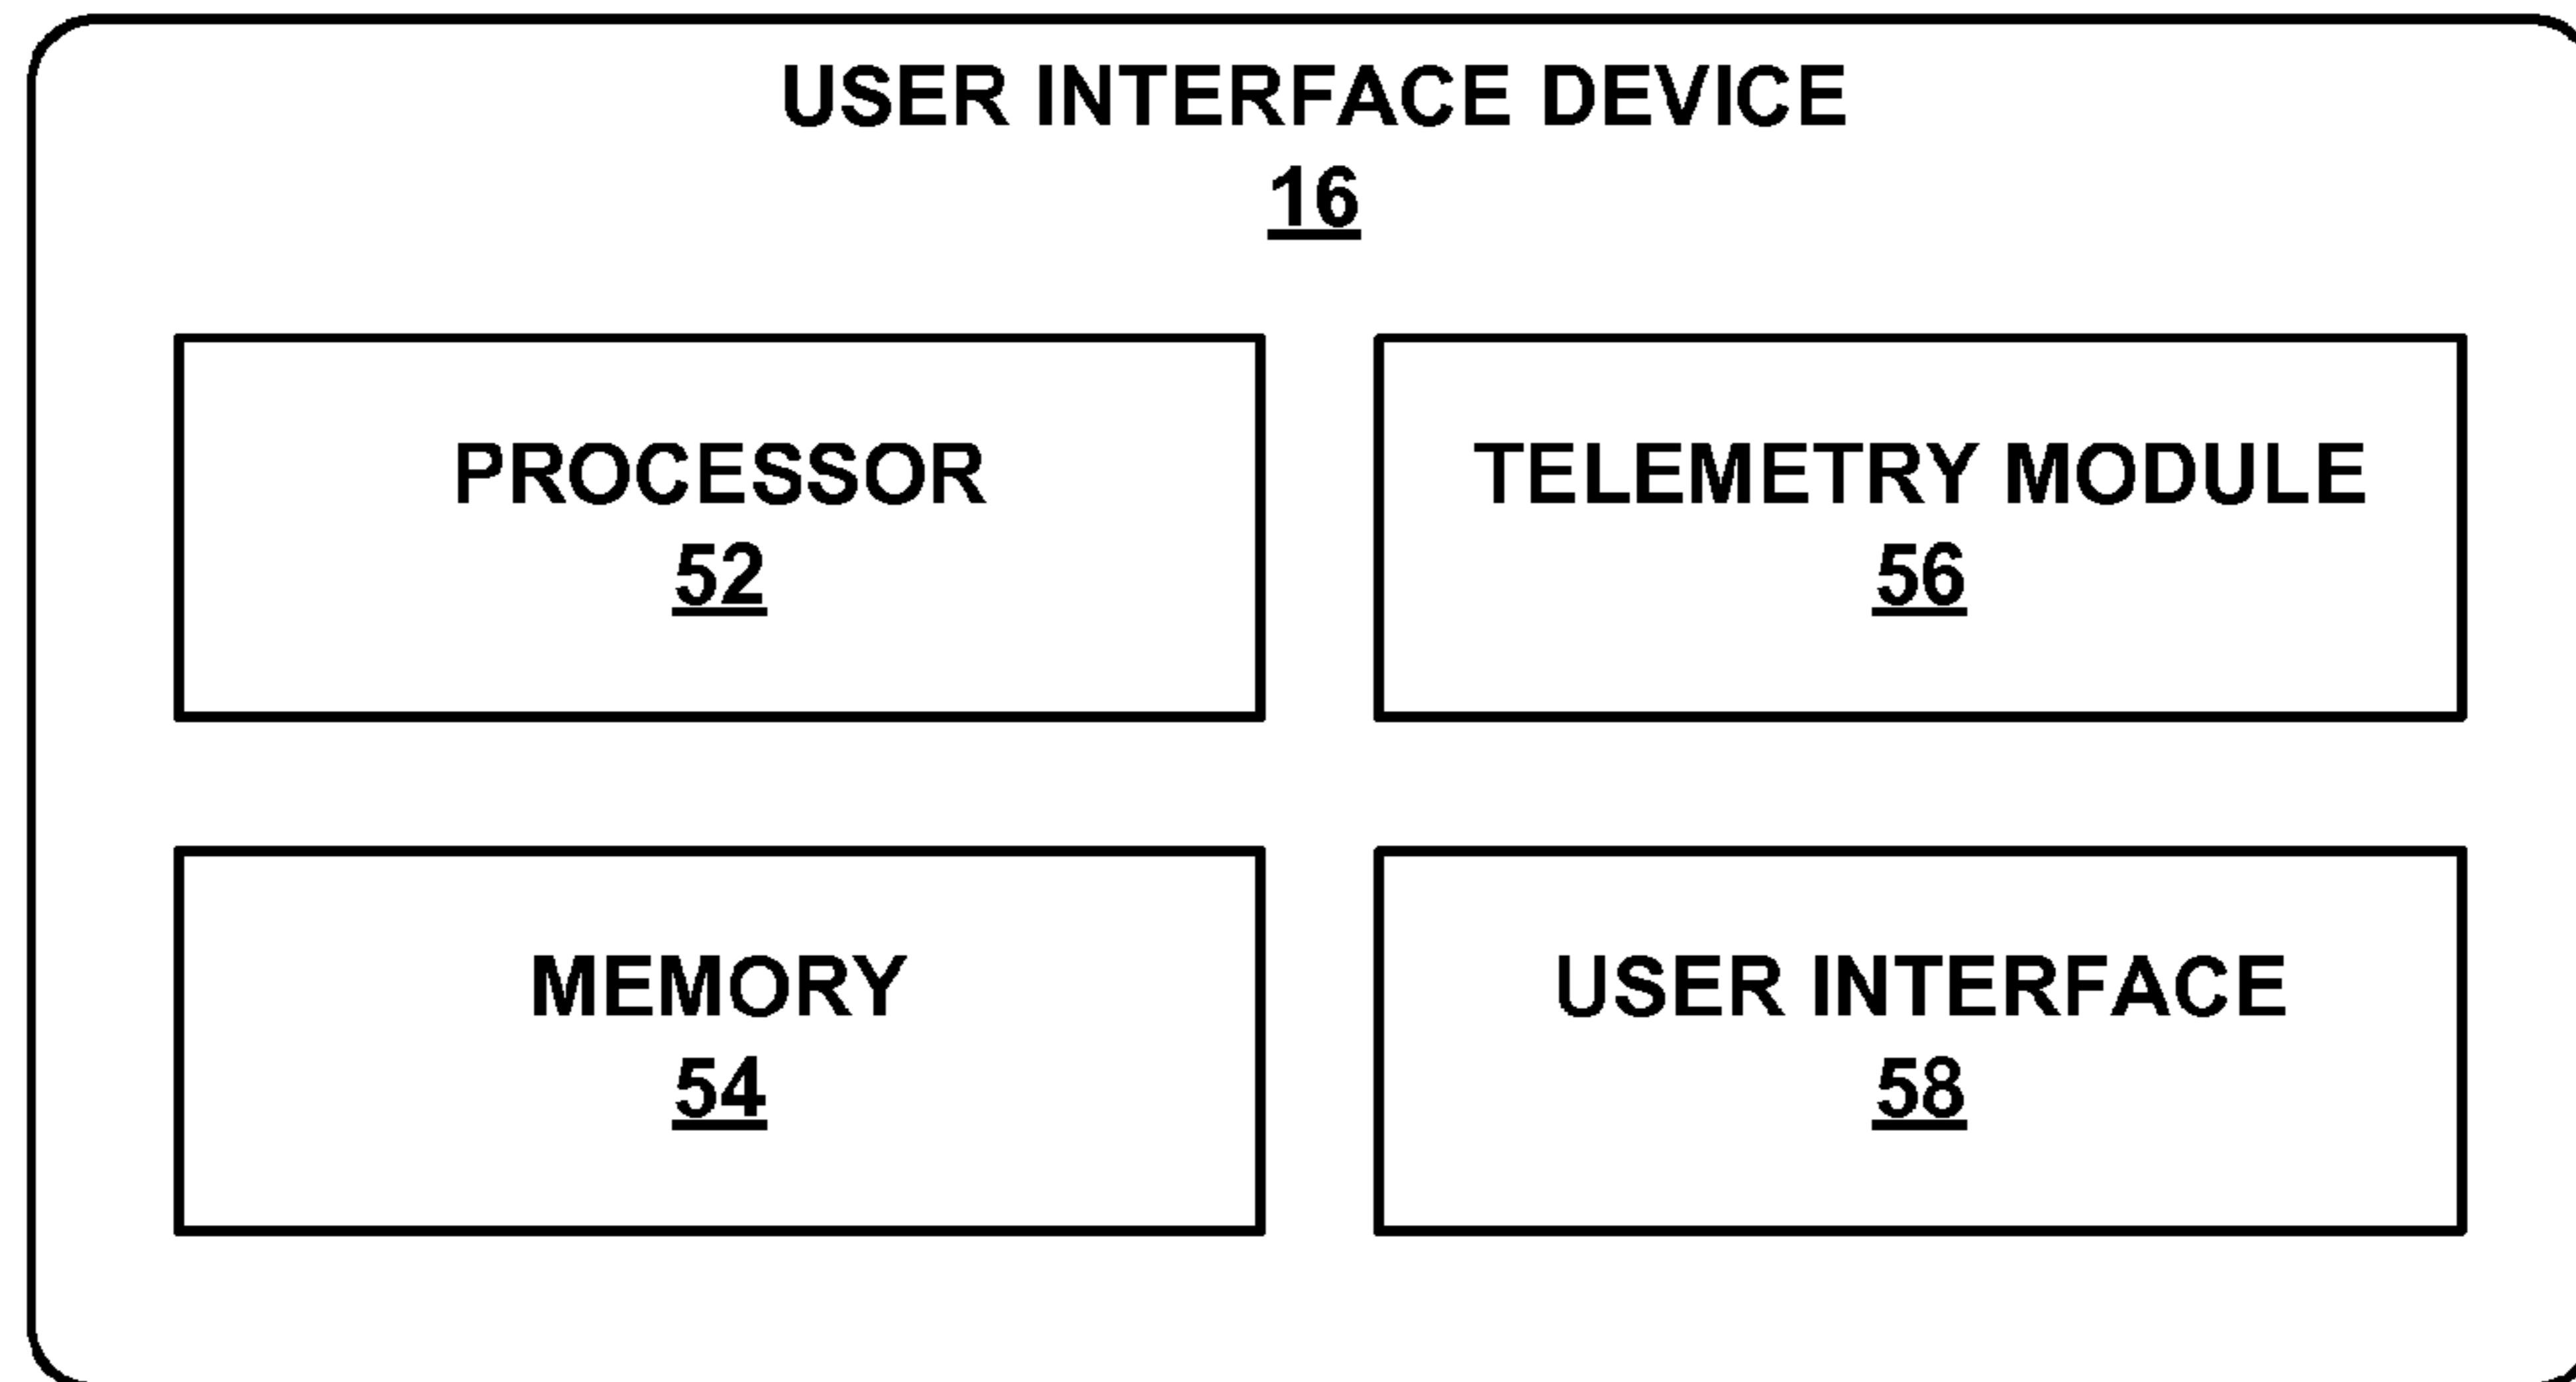 USER INTERFACE DEVICE
16
PROCESSOR
52
TELEMETRY MODULE
56
MEMORY
54
USER INTERFACE
58